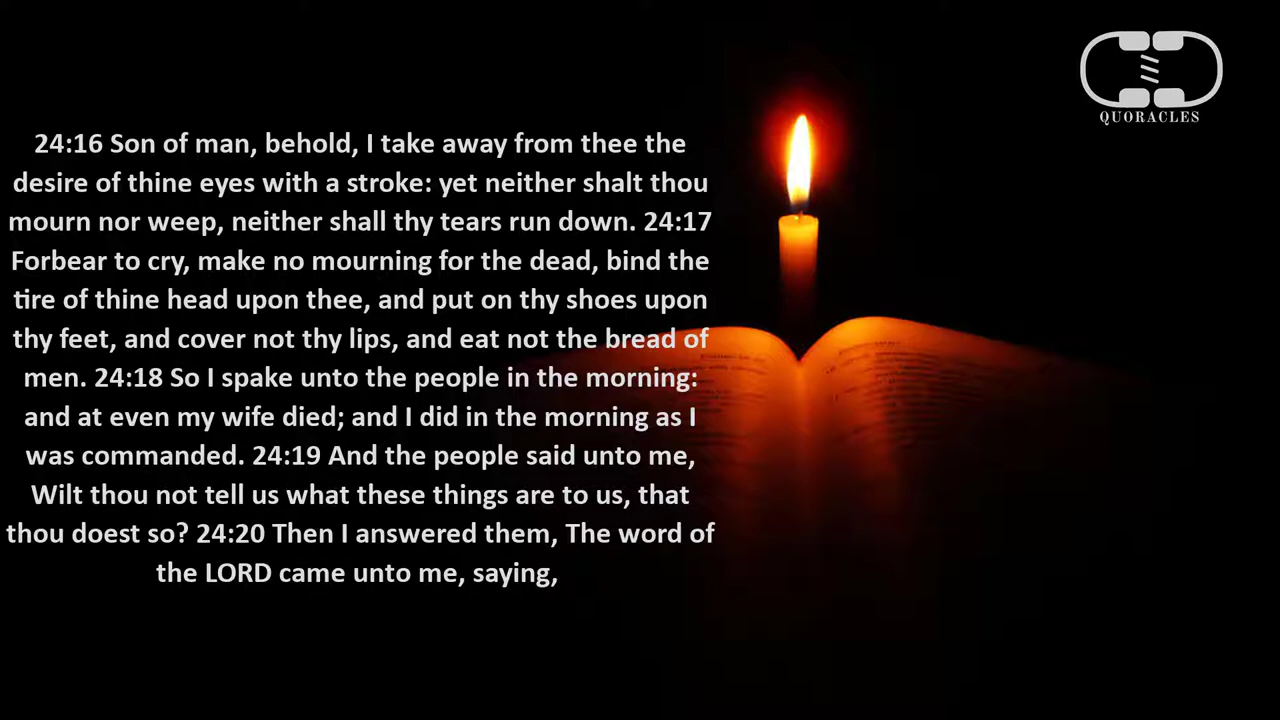 QUORACLES
24:16 Son of man, behold, I take away from thee the
desire of thine eyes with a stroke: yet neither shalt thou
mourn nor weep, neither shall thy tears run down. 24:17
Forbear to cry, make no mourning for the dead, bind the
tire of thine head upon thee, and put on thy shoes upon
thy feet, and cover not thy lips, and eat not the bread of
men. 24:18 So I spake unto the people in the morning:
and at even my wife died; and I did in the morning as I
was commanded. 24:19 And the people said unto me,
Wilt thou not tell us what these things are to us, that
thou doest so? 24:20 Then I answered them, The word of
the LORD came unto me, saying,